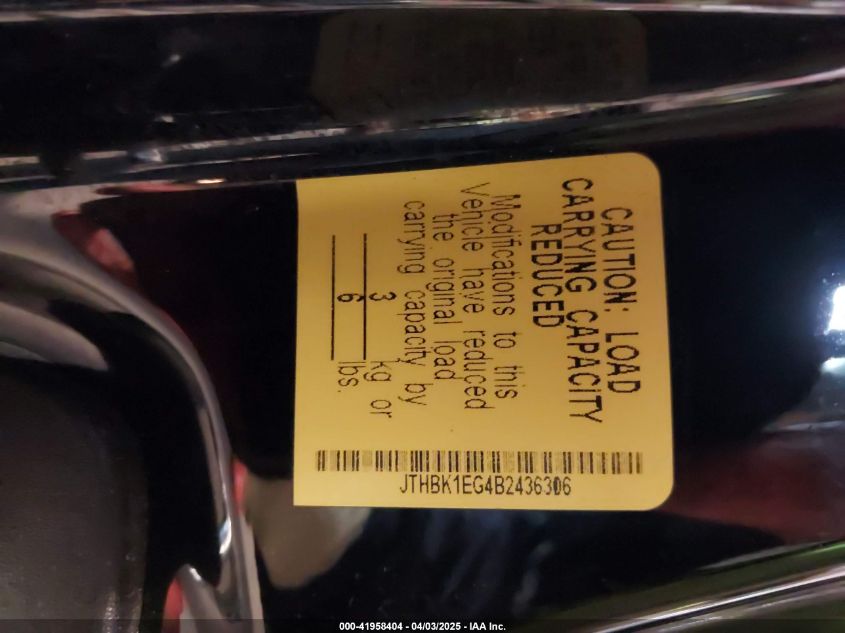 CAUTION: LOAD
CARRYING CAPACITY
REDUCED
Modifications to this
Vehicle have reduced
the original load
carrying capacity by
3 kg or
6 lbs.
JTHBK1EG4B2436306
000-41958404 - 04/03/2025 - IAA Inc.